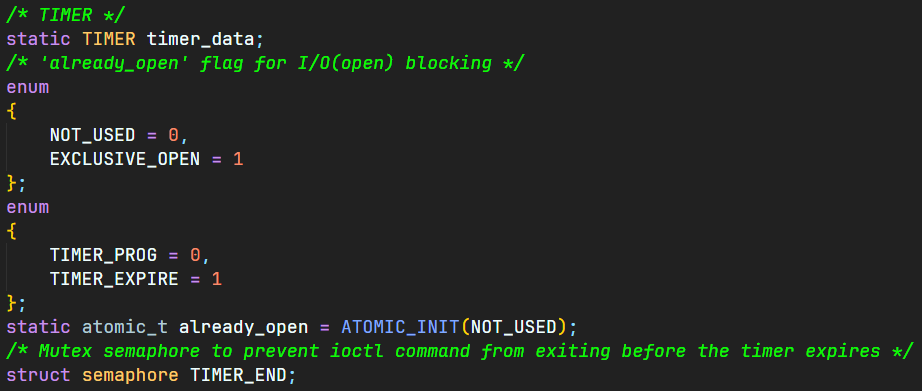 /* TIMER */
static TIMER timer_data;
/* 'already_open' flag for I/O(open) blocking */
enum
{
    NOT_USED = 0,
    EXCLUSIVE_OPEN = 1
};
enum
{
    TIMER_PROG = 0,
    TIMER_EXPIRE = 1
};
static atomic_t already_open = ATOMIC_INIT(NOT_USED);
/* Mutex semaphore to prevent ioctl command from exiting before the timer expires */
struct semaphore TIMER_END;